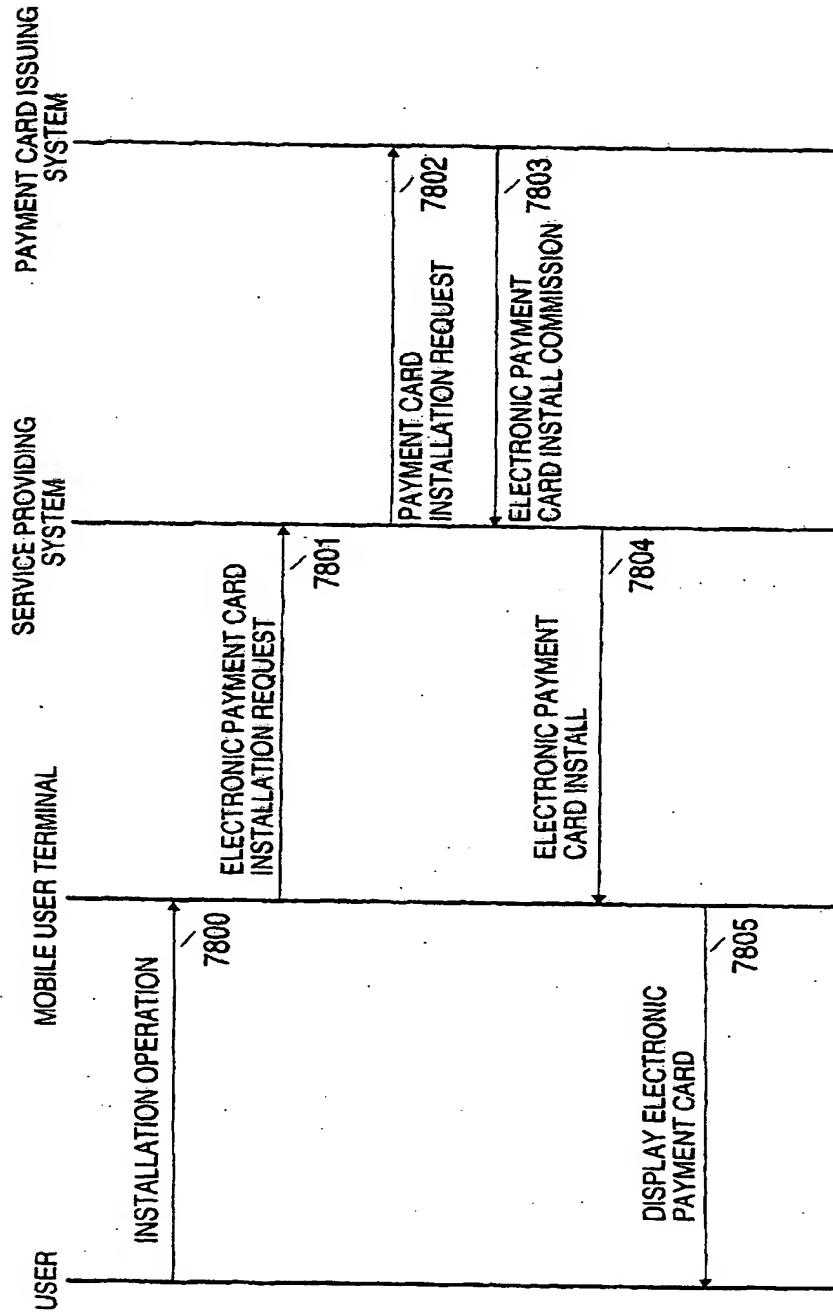 USER
MOBILE USER TERMINAL
SERVICE PROVIDING
SYSTEM
PAYMENT CARD ISSUING
SYSTEM
INSTALLATION OPERATION
7800
ELECTRONIC PAYMENT CARD
INSTALLATION REQUEST
7801
PAYMENT CARD
INSTALLATION REQUEST
7802
ELECTRONIC PAYMENT
CARD INSTALL COMMISSION
7803
ELECTRONIC PAYMENT
CARD INSTALL
7804
DISPLAY ELECTRONIC
PAYMENT CARD
7805